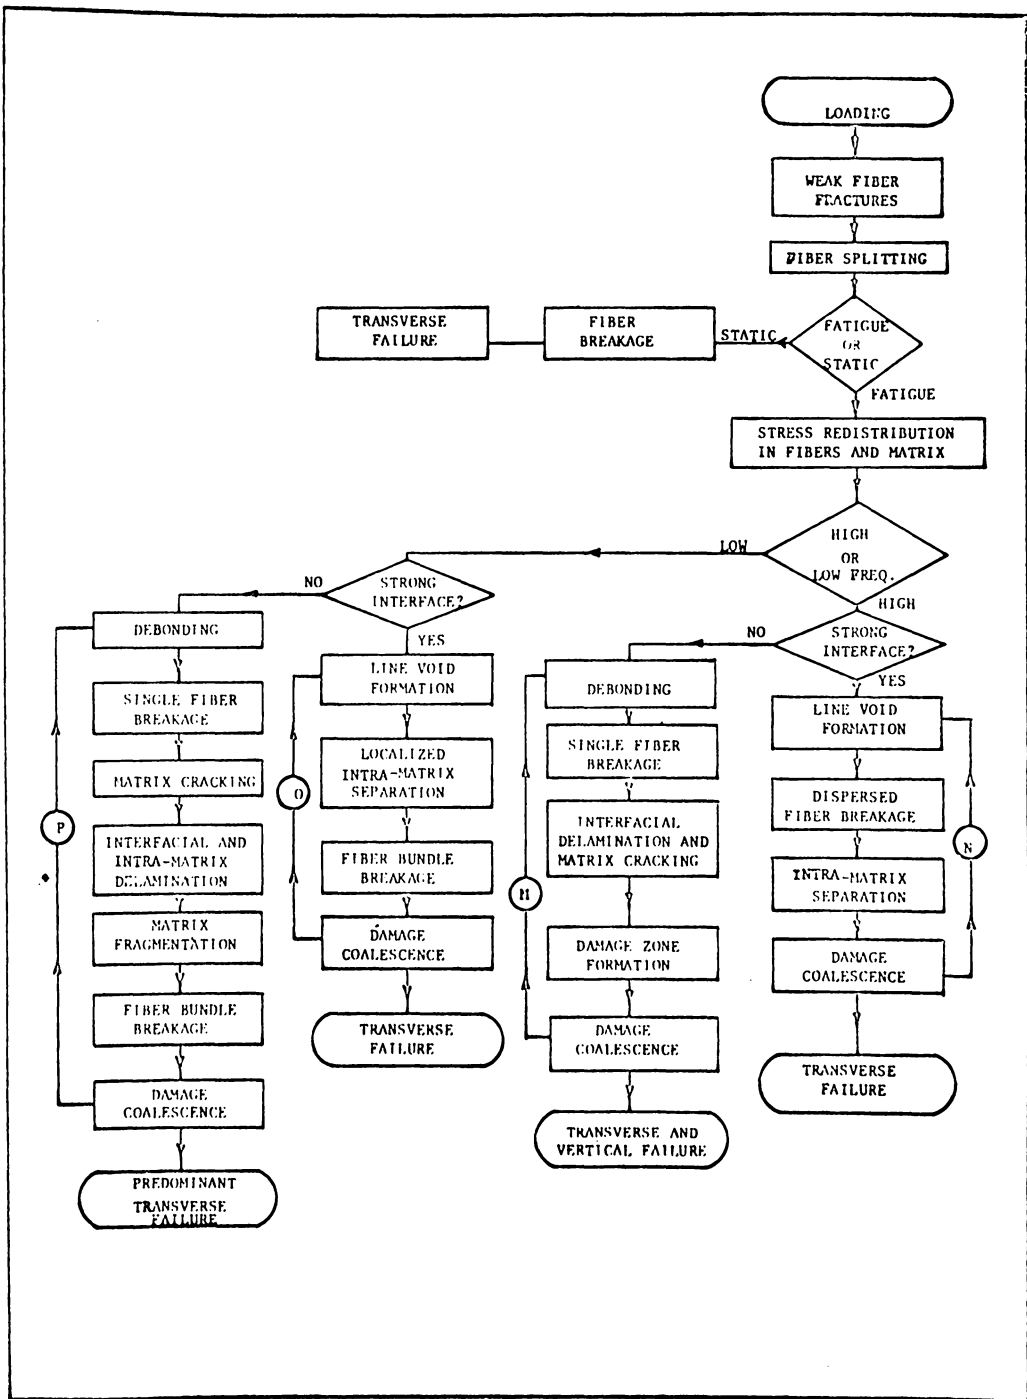 LOADING
WEAK FIBER
FRACTURES
FIBER SPLITTING
FATIGUE
OR
STATIC
STATIC
FIBER
BREAKAGE
TRANSVERSE
FAILURE
FATIGUE
STRESS REDISTRIBUTION
IN FIBERS AND MATRIX
HIGH
OR
LOW FREQ.
LOW
HIGH
STRONG
INTERFACE?
NO
YES
DEBONDING
SINGLE FIBER
BREAKAGE
MATRIX CRACKING
INTERFACIAL AND
INTRA-MATRIX
DELAMINATION
MATRIX
FRAGMENTATION
FIBER BUNDLE
BREAKAGE
DAMAGE
COALESCENCE
P
PREDOMINANT
TRANSVERSE
FAILURE
LINE VOID
FORMATION
LOCALIZED
INTRA-MATRIX
SEPARATION
FIBER BUNDLE
BREAKAGE
DAMAGE
COALESCENCE
O
TRANSVERSE
FAILURE
STRONG
INTERFACE?
NO
YES
DEBONDING
SINGLE FIBER
BREAKAGE
INTERFACIAL
DELAMINATION AND
MATRIX CRACKING
DAMAGE ZONE
FORMATION
DAMAGE
COALESCENCE
M
TRANSVERSE AND
VERTICAL FAILURE
LINE VOID
FORMATION
DISPERSED
FIBER BREAKAGE
INTRA-MATRIX
SEPARATION
DAMAGE
COALESCENCE
N
TRANSVERSE
FAILURE